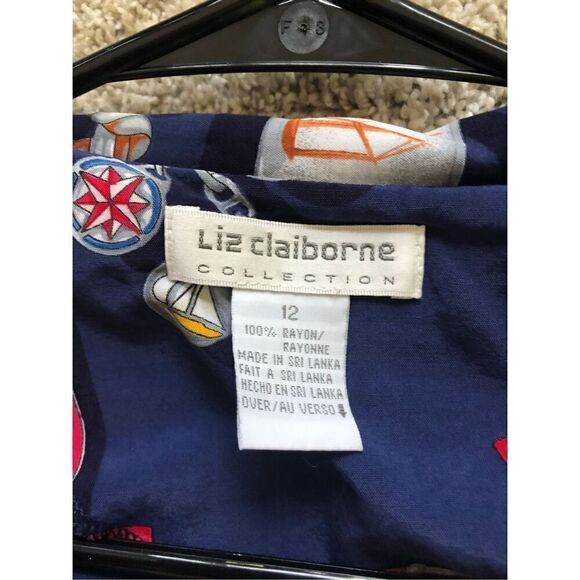 Liz claiborne
COLLECTION
12
100% RAYON/
RAYONNE
MADE IN SRI LANKA
FAIT A SRI LANKA
HECHO EN SRI LANKA
OVER/AU VERSO